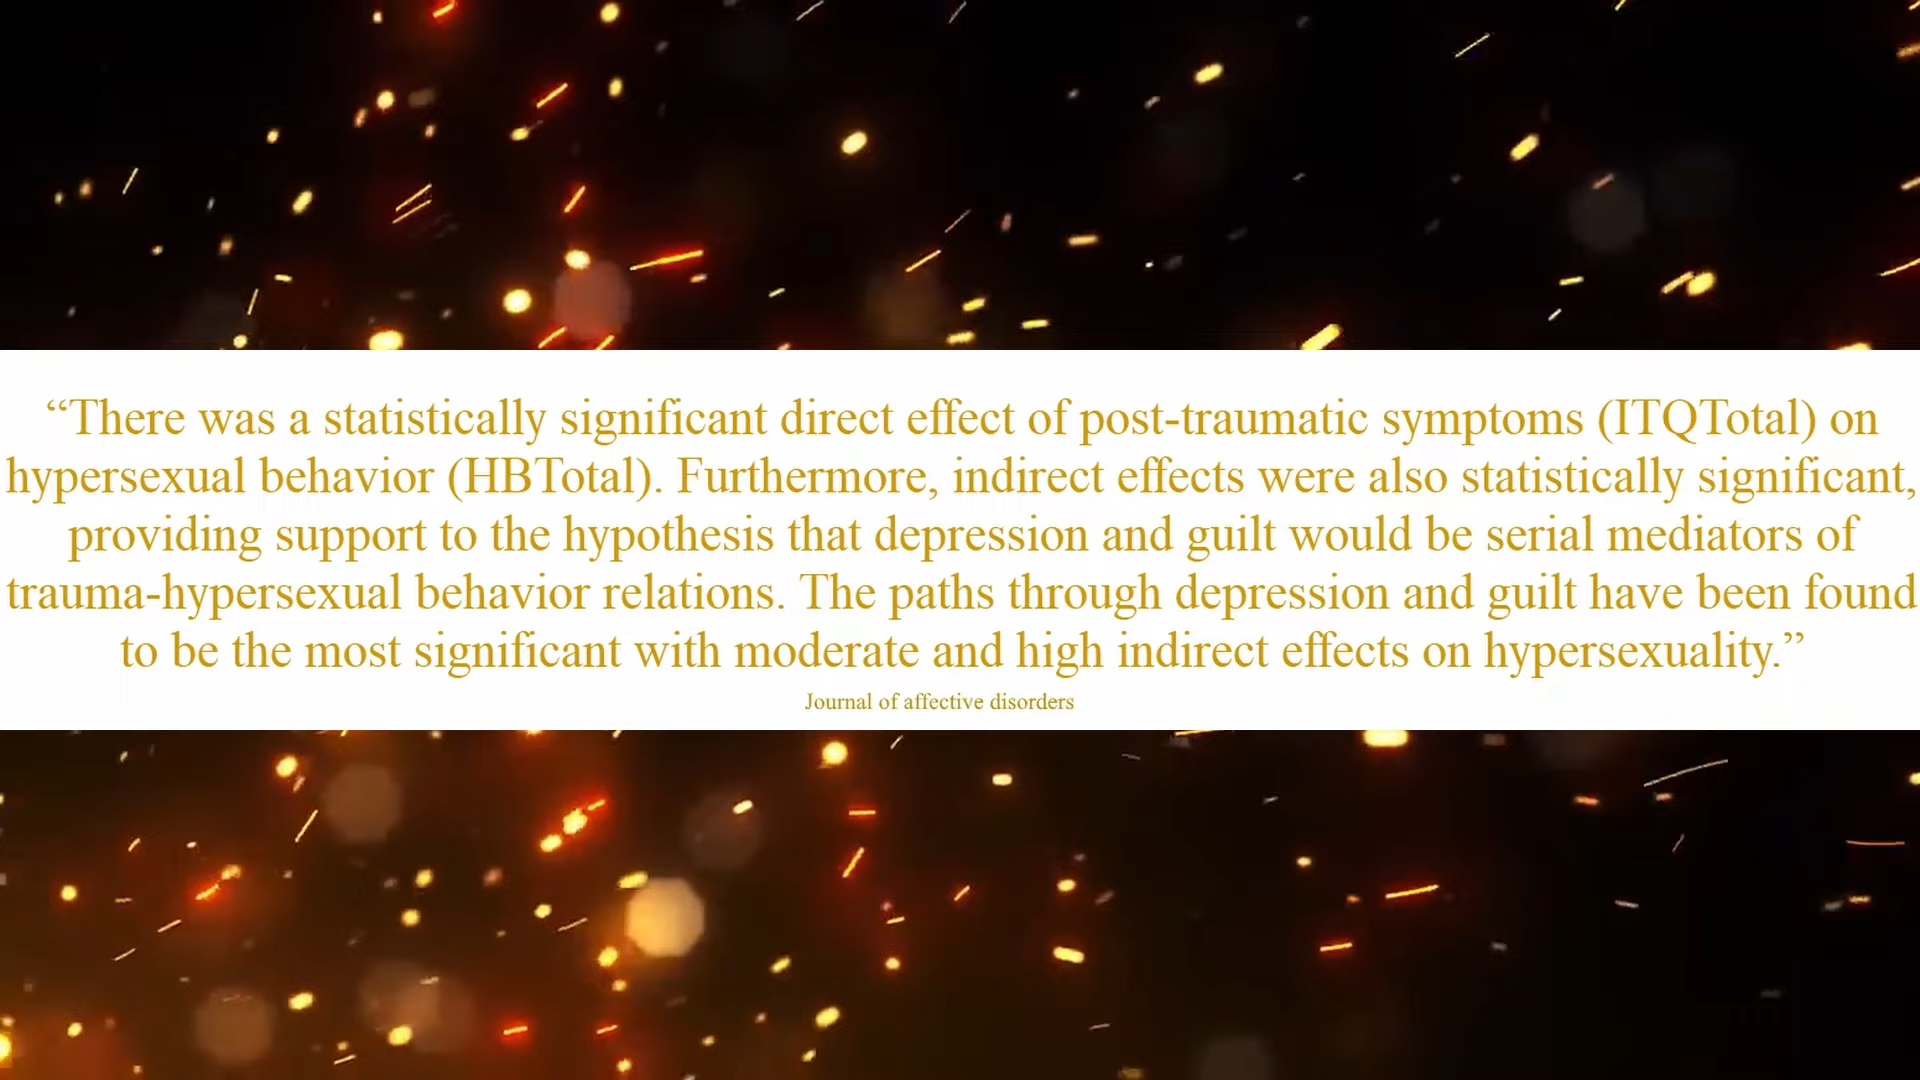 “There was a statistically significant direct effect of post-traumatic symptoms (ITQTotal) on
hypersexual behavior (HBTotal). Furthermore, indirect effects were also statistically significant,
providing support to the hypothesis that depression and guilt would be serial mediators of
trauma-hypersexual behavior relations. The paths through depression and guilt have been found
to be the most significant with moderate and high indirect effects on hypersexuality.”
Journal of affective disorders